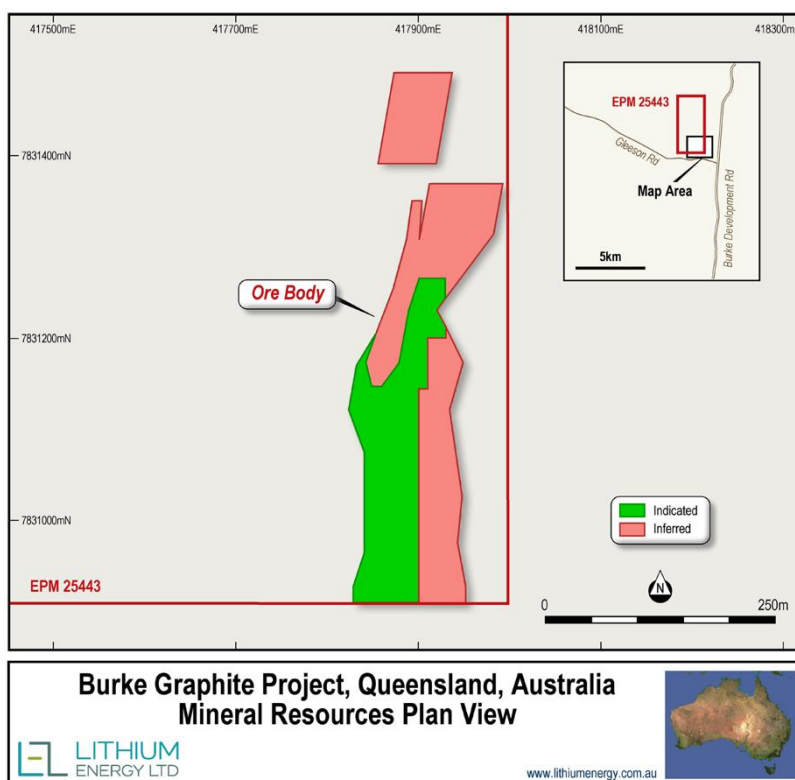 417500mE 417700mE 417900mE 418100mE 418300mE
7831400mN
7831200mN
7831000mN
EPM 25443
Gleeson Rd
Burke Development Rd
Map Area
5km
Ore Body
Indicated
Inferred
EPM 25443
N
0 250m
Burke Graphite Project, Queensland, Australia
Mineral Resources Plan View
LEL LITHIUM
ENERGY LTD
www.lithiumenergy.com.au